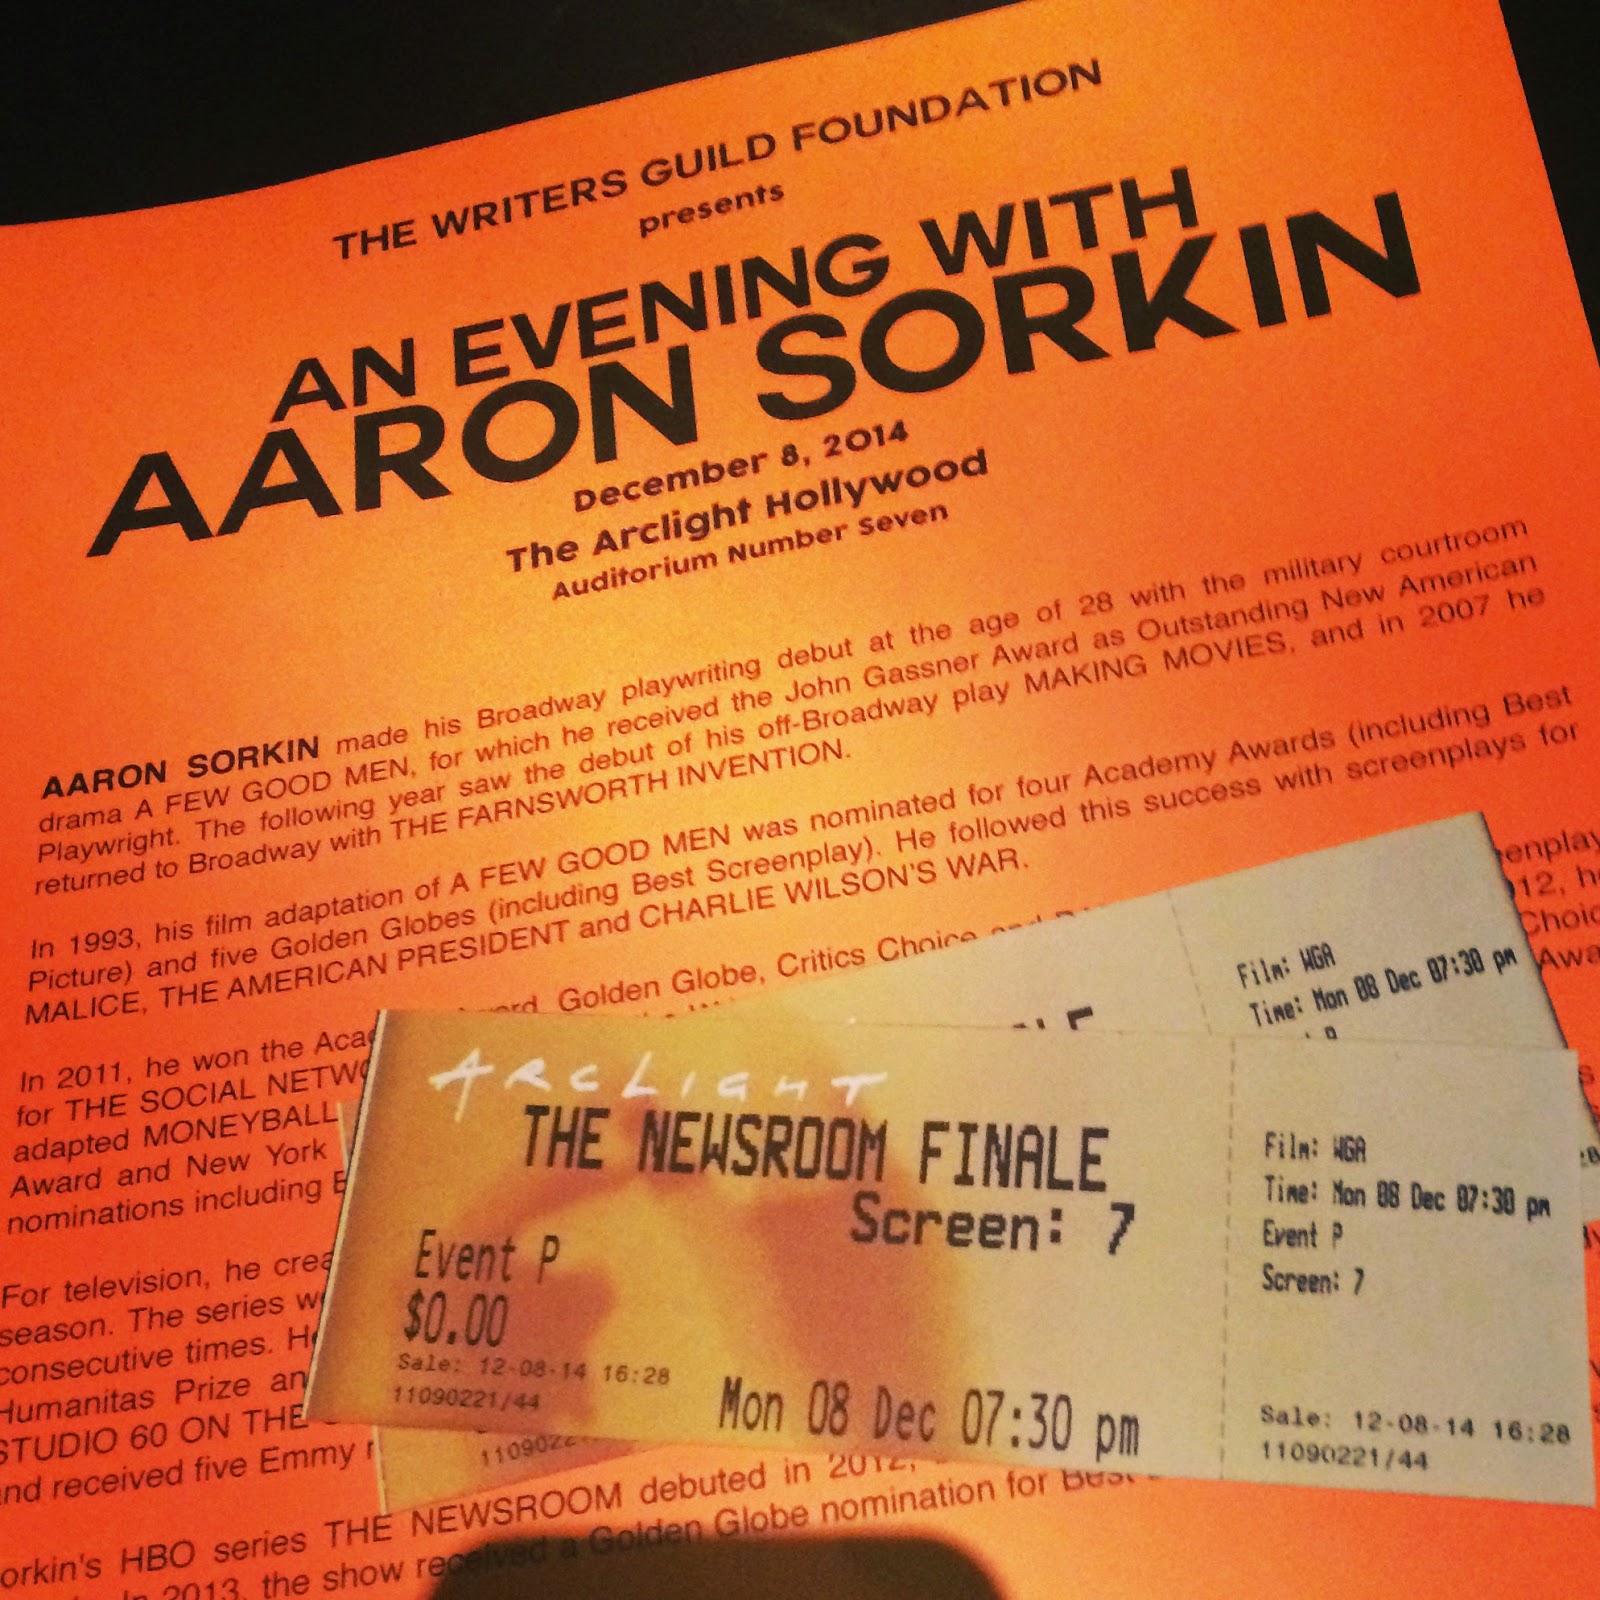 THE WRITERS GUILD FOUNDATION
presents
AN EVENING WITH
AARON SORKIN
December 8, 2014
The Arclight Hollywood
Auditorium Number Seven
AARON SORKIN made his Broadway playwriting debut at the age of 28 with the military courtroom
drama A FEW GOOD MEN, for which he received the John Gassner Award as Outstanding New American
Playwright. The following year saw the debut of his off-Broadway play MAKING MOVIES, and in 2007 he
returned to Broadway with THE FARNSWORTH INVENTION.
In 1993, his film adaptation of A FEW GOOD MEN was nominated for four Academy Awards (including Best
Picture) and five Golden Globes (including Best Screenplay). He followed this success with screenplays for
MALICE, THE AMERICAN PRESIDENT and CHARLIE WILSON'S WAR.
In 2011, he won the Golden Globe, Critics Choice
for THE SOCIAL 12,
adapted MONEYBALL
Award and New York
nominations including
For television, he
season. The series
consecutive times.
Humanitas Prize
STUDIO 60 ON THE
and received five Emmy
HBO series THE NEWSROOM debuted in 2012,
In 2013, the show received a Golden Globe nomination for Best
Film: WGA
Time: Mon 08 Dec 07:30 pm
ARCLIGHT
THE NEWSROOM FINALE
Screen: 7
Event P
$0.00
Sale: 12-08-14 16:28
11090221/44
Mon 08 Dec 07:30 pm
Film: WGA
Time: Mon 08 Dec 07:30 pm
Event P
Screen: 7
Sale: 12-08-14 16:28
11090221/44